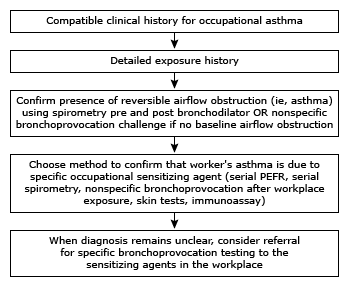 Compatible clinical history for occupational asthma
Detailed exposure history
Confirm presence of reversible airflow obstruction (ie, asthma)
using spirometry pre and post bronchodilator OR nonspecific
bronchoprovocation challenge if no baseline airflow obstruction
Choose method to confirm that worker's asthma is due to
specific occupational sensitizing agent (serial PEFR, serial
spirometry, nonspecific bronchoprovocation after workplace
exposure, skin tests, immunoassay)
When diagnosis remains unclear, consider referral
for specific bronchoprovocation testing to the
sensitizing agents in the workplace